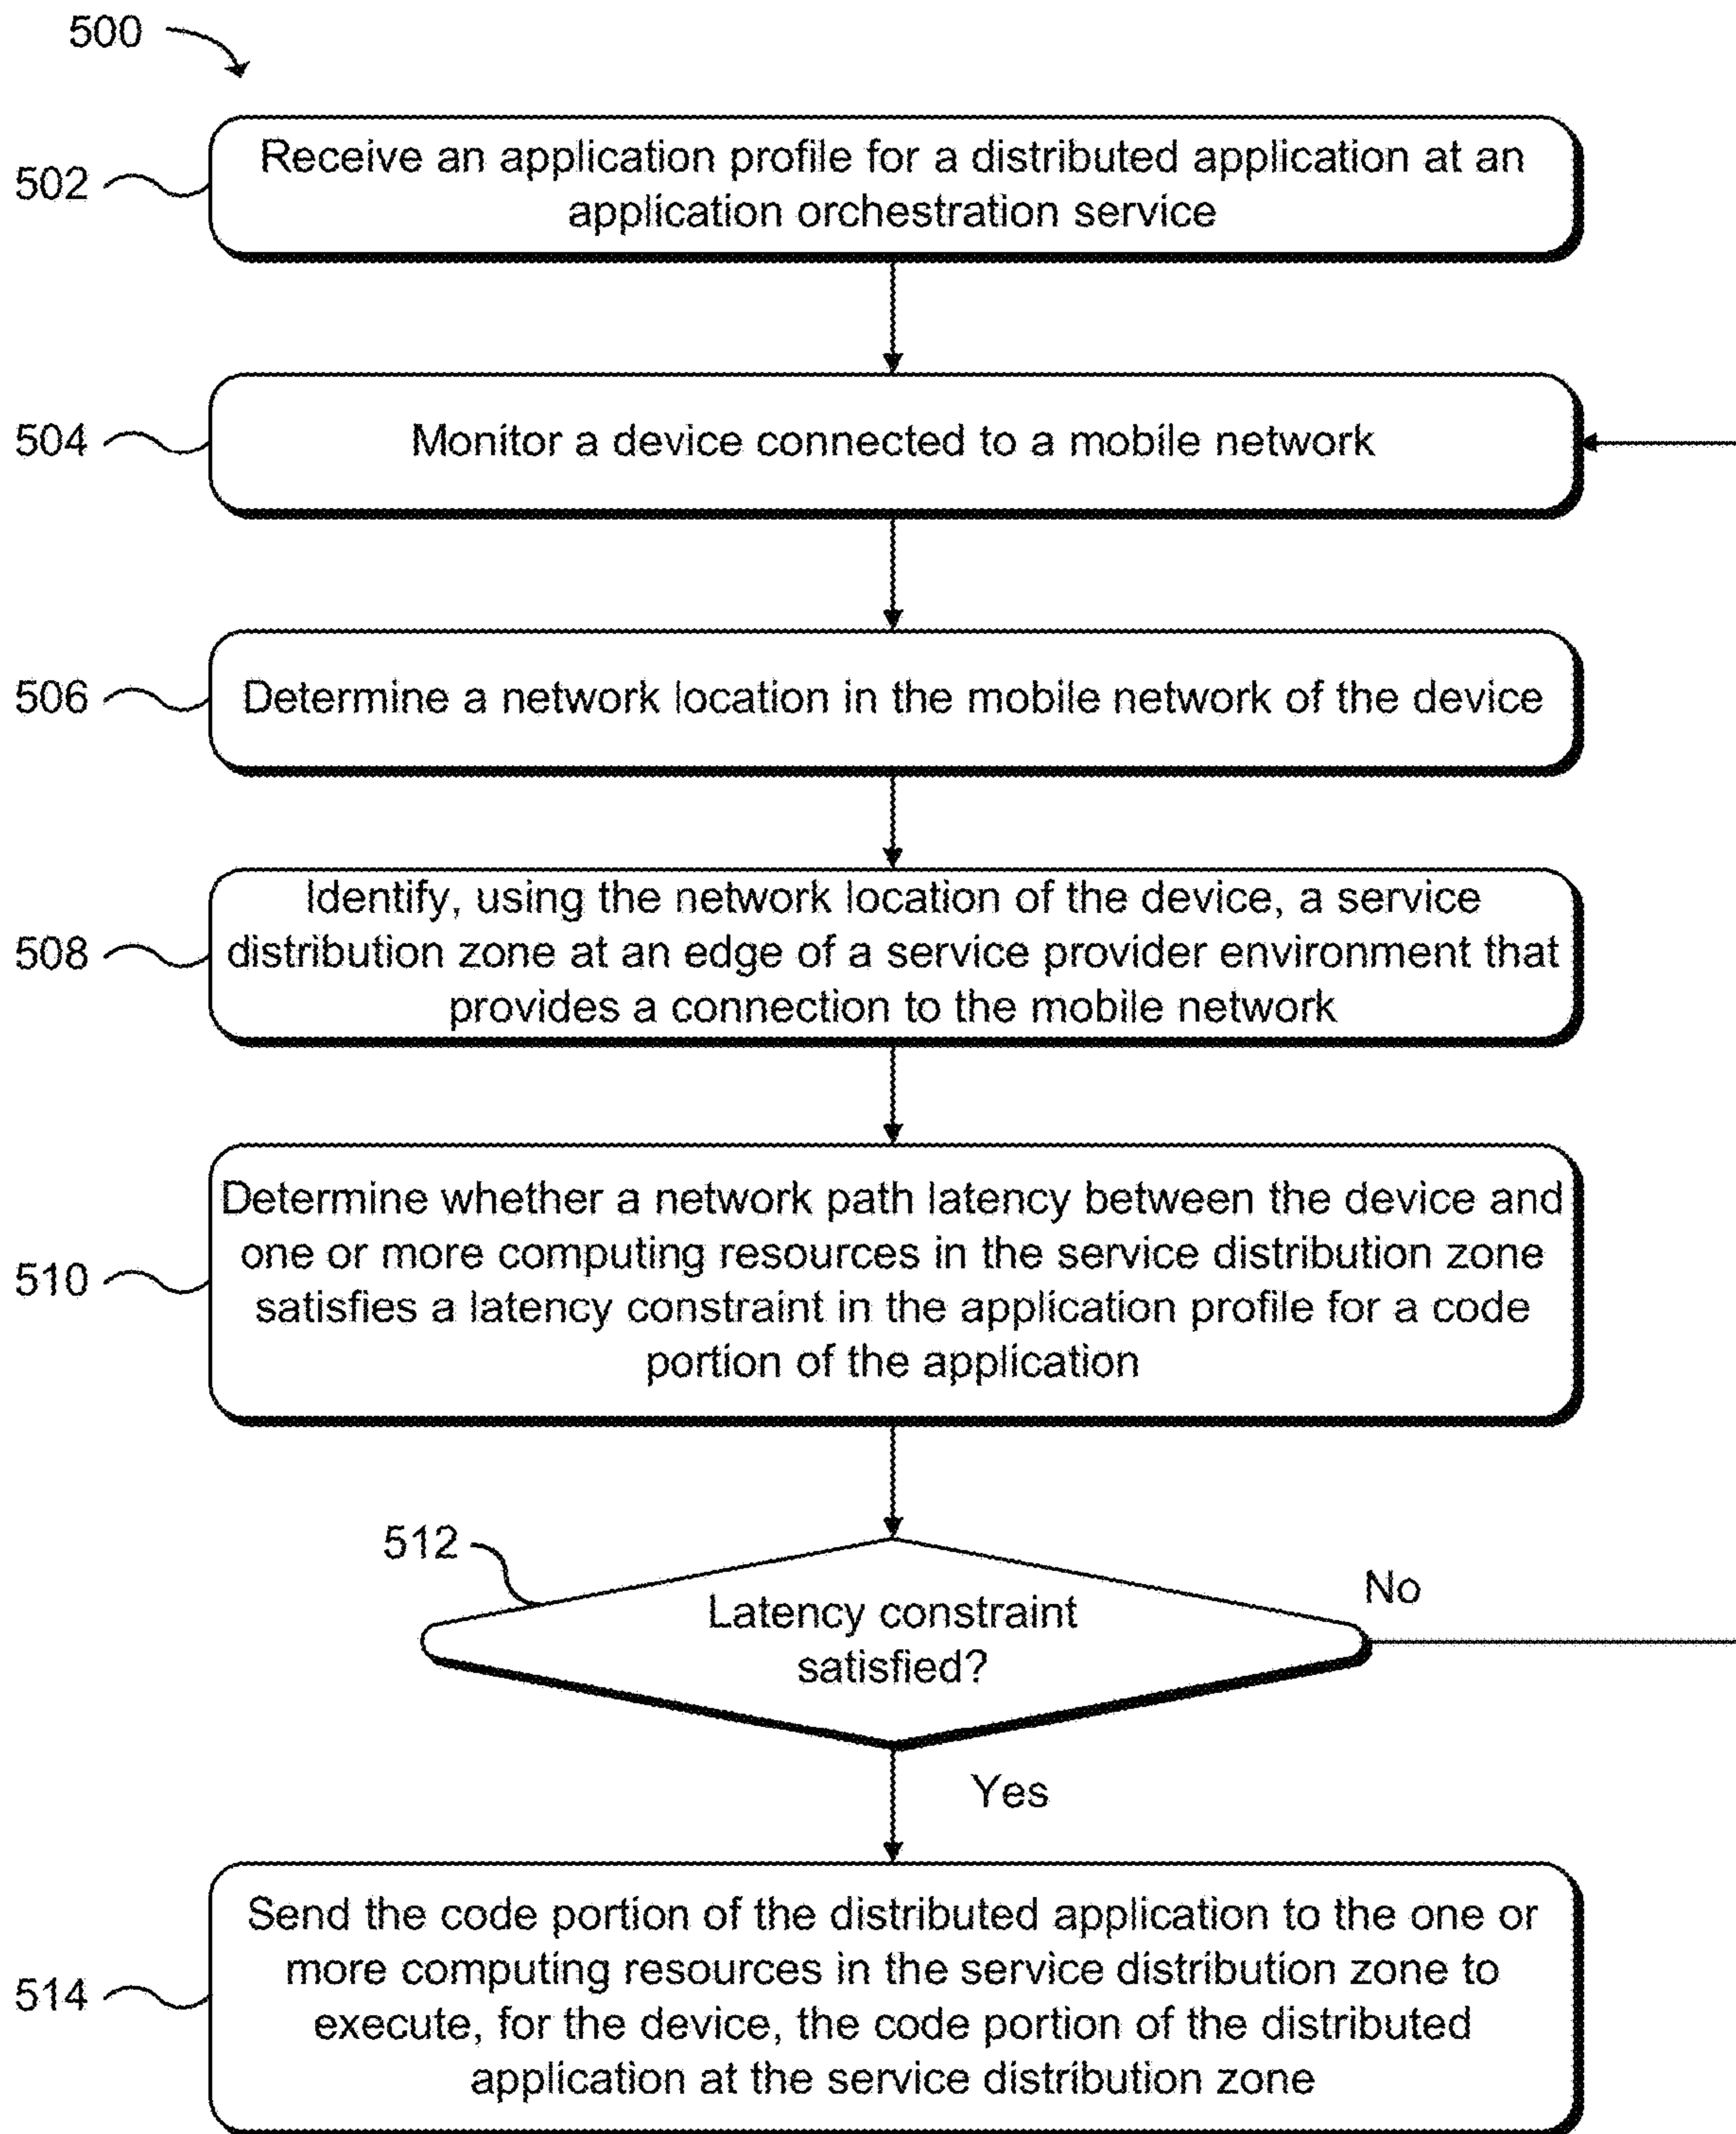 500
502
Receive an application profile for a distributed application at an
application orchestration service
504
Monitor a device connected to a mobile network
506
Determine a network location in the mobile network of the device
508
Identify, using the network location of the device, a service
distribution zone at an edge of a service provider environment that
provides a connection to the mobile network
510
Determine whether a network path latency between the device and
one or more computing resources in the service distribution zone
satisfies a latency constraint in the application profile for a code
portion of the application
512
Latency constraint
satisfied?
No
Yes
514
Send the code portion of the distributed application to the one or
more computing resources in the service distribution zone to
execute, for the device, the code portion of the distributed
application at the service distribution zone